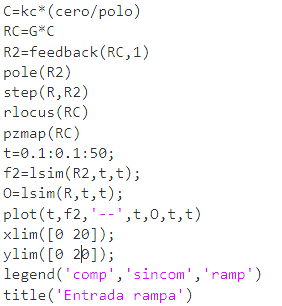 C=kc*(cero/polo)
RC=G*C
R2=feedback(RC,1)
pole(R2)
step(R,R2)
rlocus(RC)
pzmap(RC)
t=0.1:0.1:50;
f2=lsim(R2,t,t);
O=lsim(R,t,t);
plot(t,f2,'--',t,O,t,t)
xlim([0 20]);
ylim([0 20]);
legend('comp','sincom','ramp')
title('Entrada rampa')